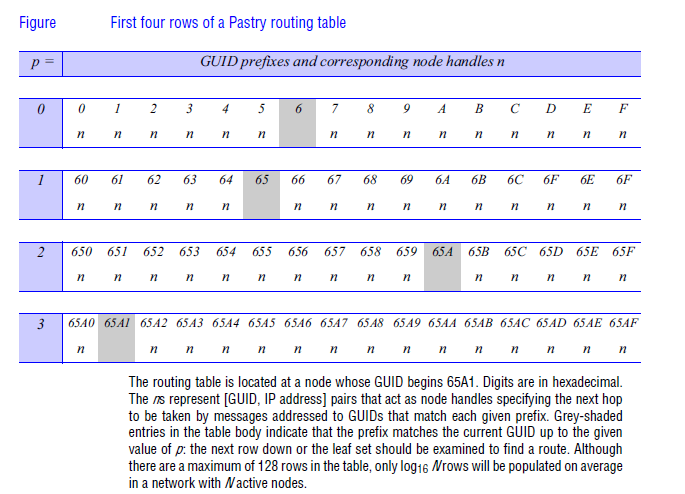 Figure First four rows of a Pastry routing table
p = GUID prefixes and corresponding node handles n
0 0 1 2 3 4 5 6 7 8 9 A B C D E F
n n n n n n n n n n n n n n n
1 60 61 62 63 64 65 66 67 68 69 6A 6B 6C 6F 6E 6F
n n n n n n n n n n n n n n n
2 650 651 652 653 654 655 656 657 658 659 65A 65B 65C 65D 65E 65F
n n n n n n n n n n n n n n n
3 65A0 65A1 65A2 65A3 65A4 65A5 65A6 65A7 65A8 65A9 65AA 65AB 65AC 65AD 65AE 65AF
n n n n n n n n n n n n n n n
The routing table is located at a node whose GUID begins 65A1. Digits are in hexadecimal.
The ns represent [GUID, IP address] pairs that act as node handles specifying the next hop
to be taken by messages addressed to GUIDs that match each given prefix. Grey-shaded
entries in the table body indicate that the prefix matches the current GUID up to the given
value of p: the next row down or the leaf set should be examined to find a route. Although
there are a maximum of 128 rows in the table, only log16 N rows will be populated on average
in a network with N active nodes.